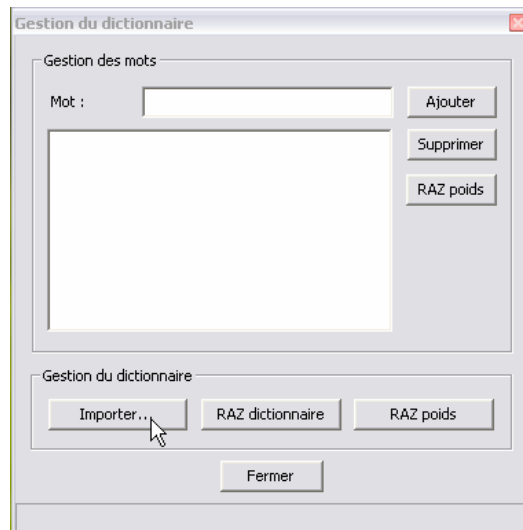 Gestion du dictionnaire
Gestion des mots
Mot :
Ajouter
Supprimer
RAZ poids
Gestion du dictionnaire
Importer...
RAZ dictionnaire
RAZ poids
Fermer